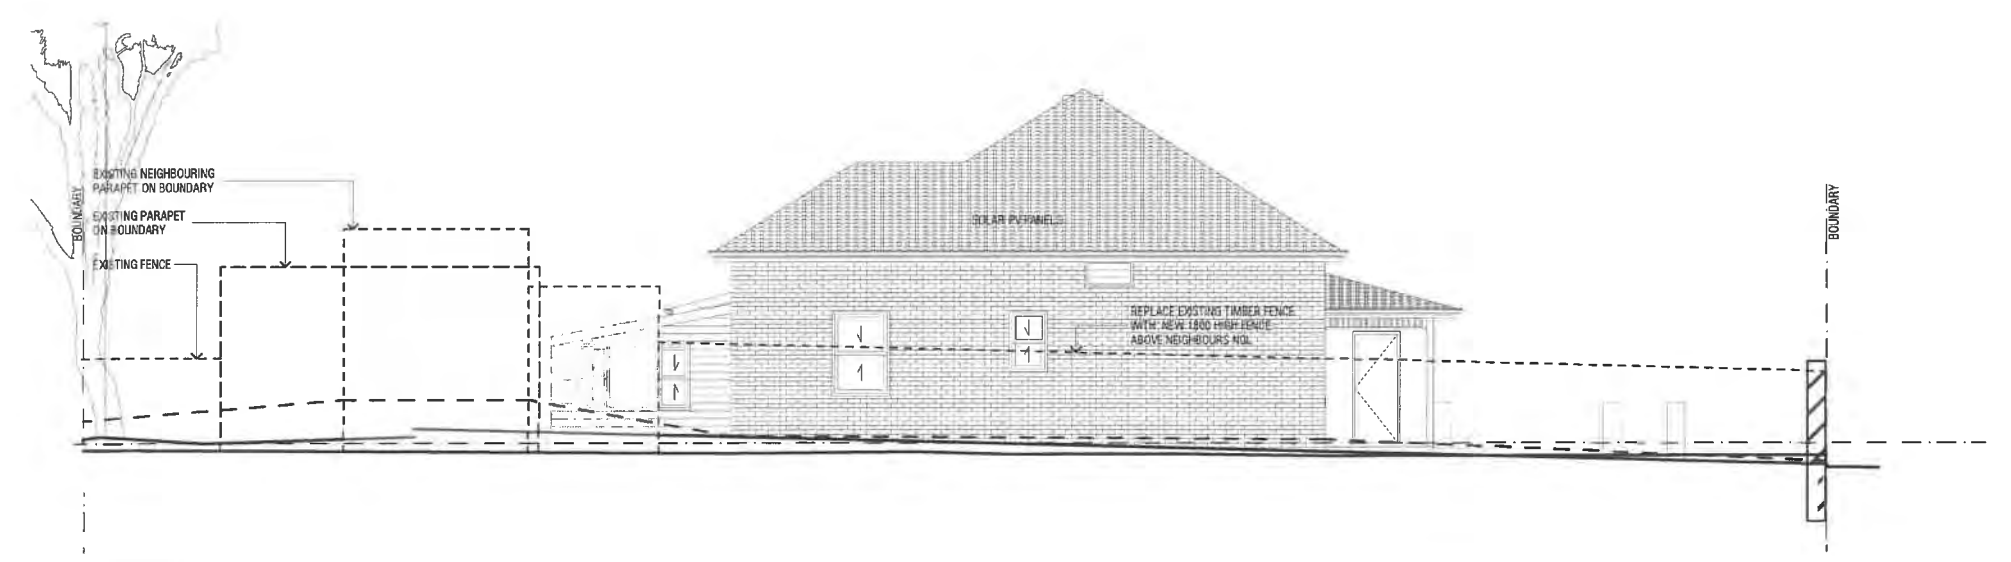 EXISTING NEIGHBOURING
PARAPET ON BOUNDARY
EXISTING PARAPET
ON BOUNDARY
EXISTING FENCE
BOUNDARY
SOLAR PV PANELS
REPLACE EXISTING TIMBER FENCE
WITH NEW 1800 HIGH FENCE
ABOVE NEIGHBOURS NGL
BOUNDARY